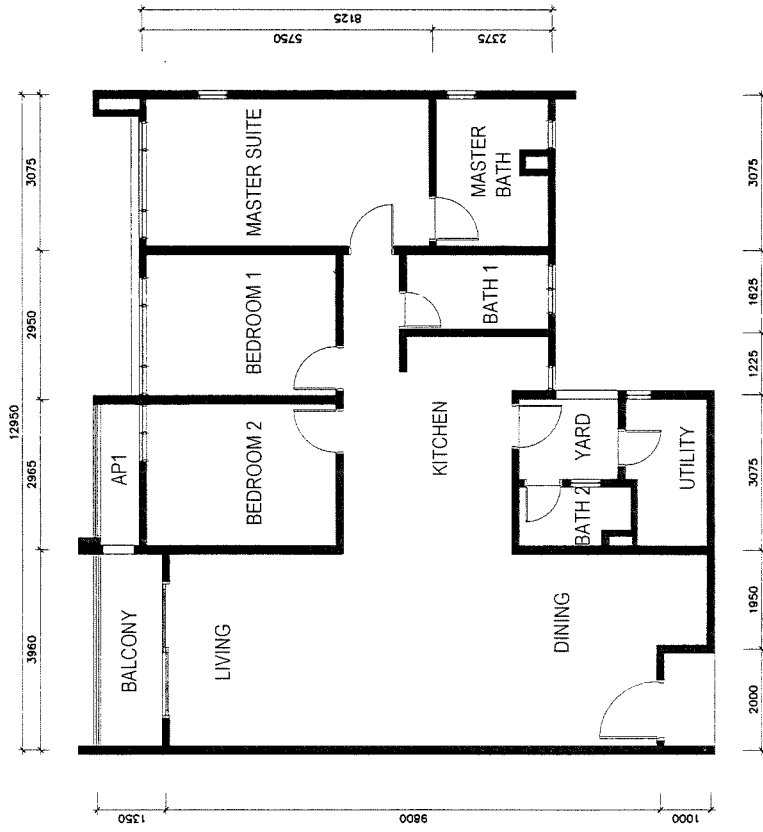 8125
5750
2375
12950
3075
2950
2965
3960
MASTER SUITE
MASTER
BATH
BEDROOM 1
BATH 1
BEDROOM 2
AP1
KITCHEN
YARD
BATH 2
UTILITY
BALCONY
LIVING
DINING
3075
1625
1225
3075
1950
2000
1350
9800
1000